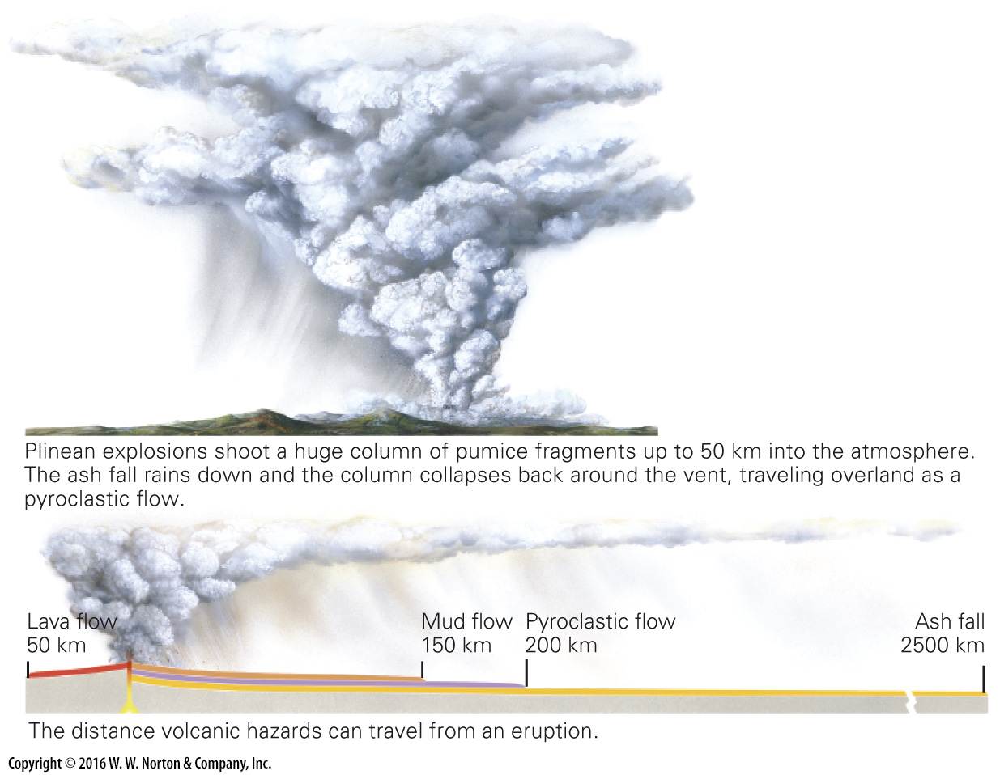 Plinean explosions shoot a huge column of pumice fragments up to 50 km into the atmosphere.
The ash fall rains down and the column collapses back around the vent, traveling overland as a
pyroclastic flow.
Lava flow
50 km
Mud flow
150 km
Pyroclastic flow
200 km
Ash fall
2500 km
The distance volcanic hazards can travel from an eruption.
Copyright © 2016 W. W. Norton & Company, Inc.